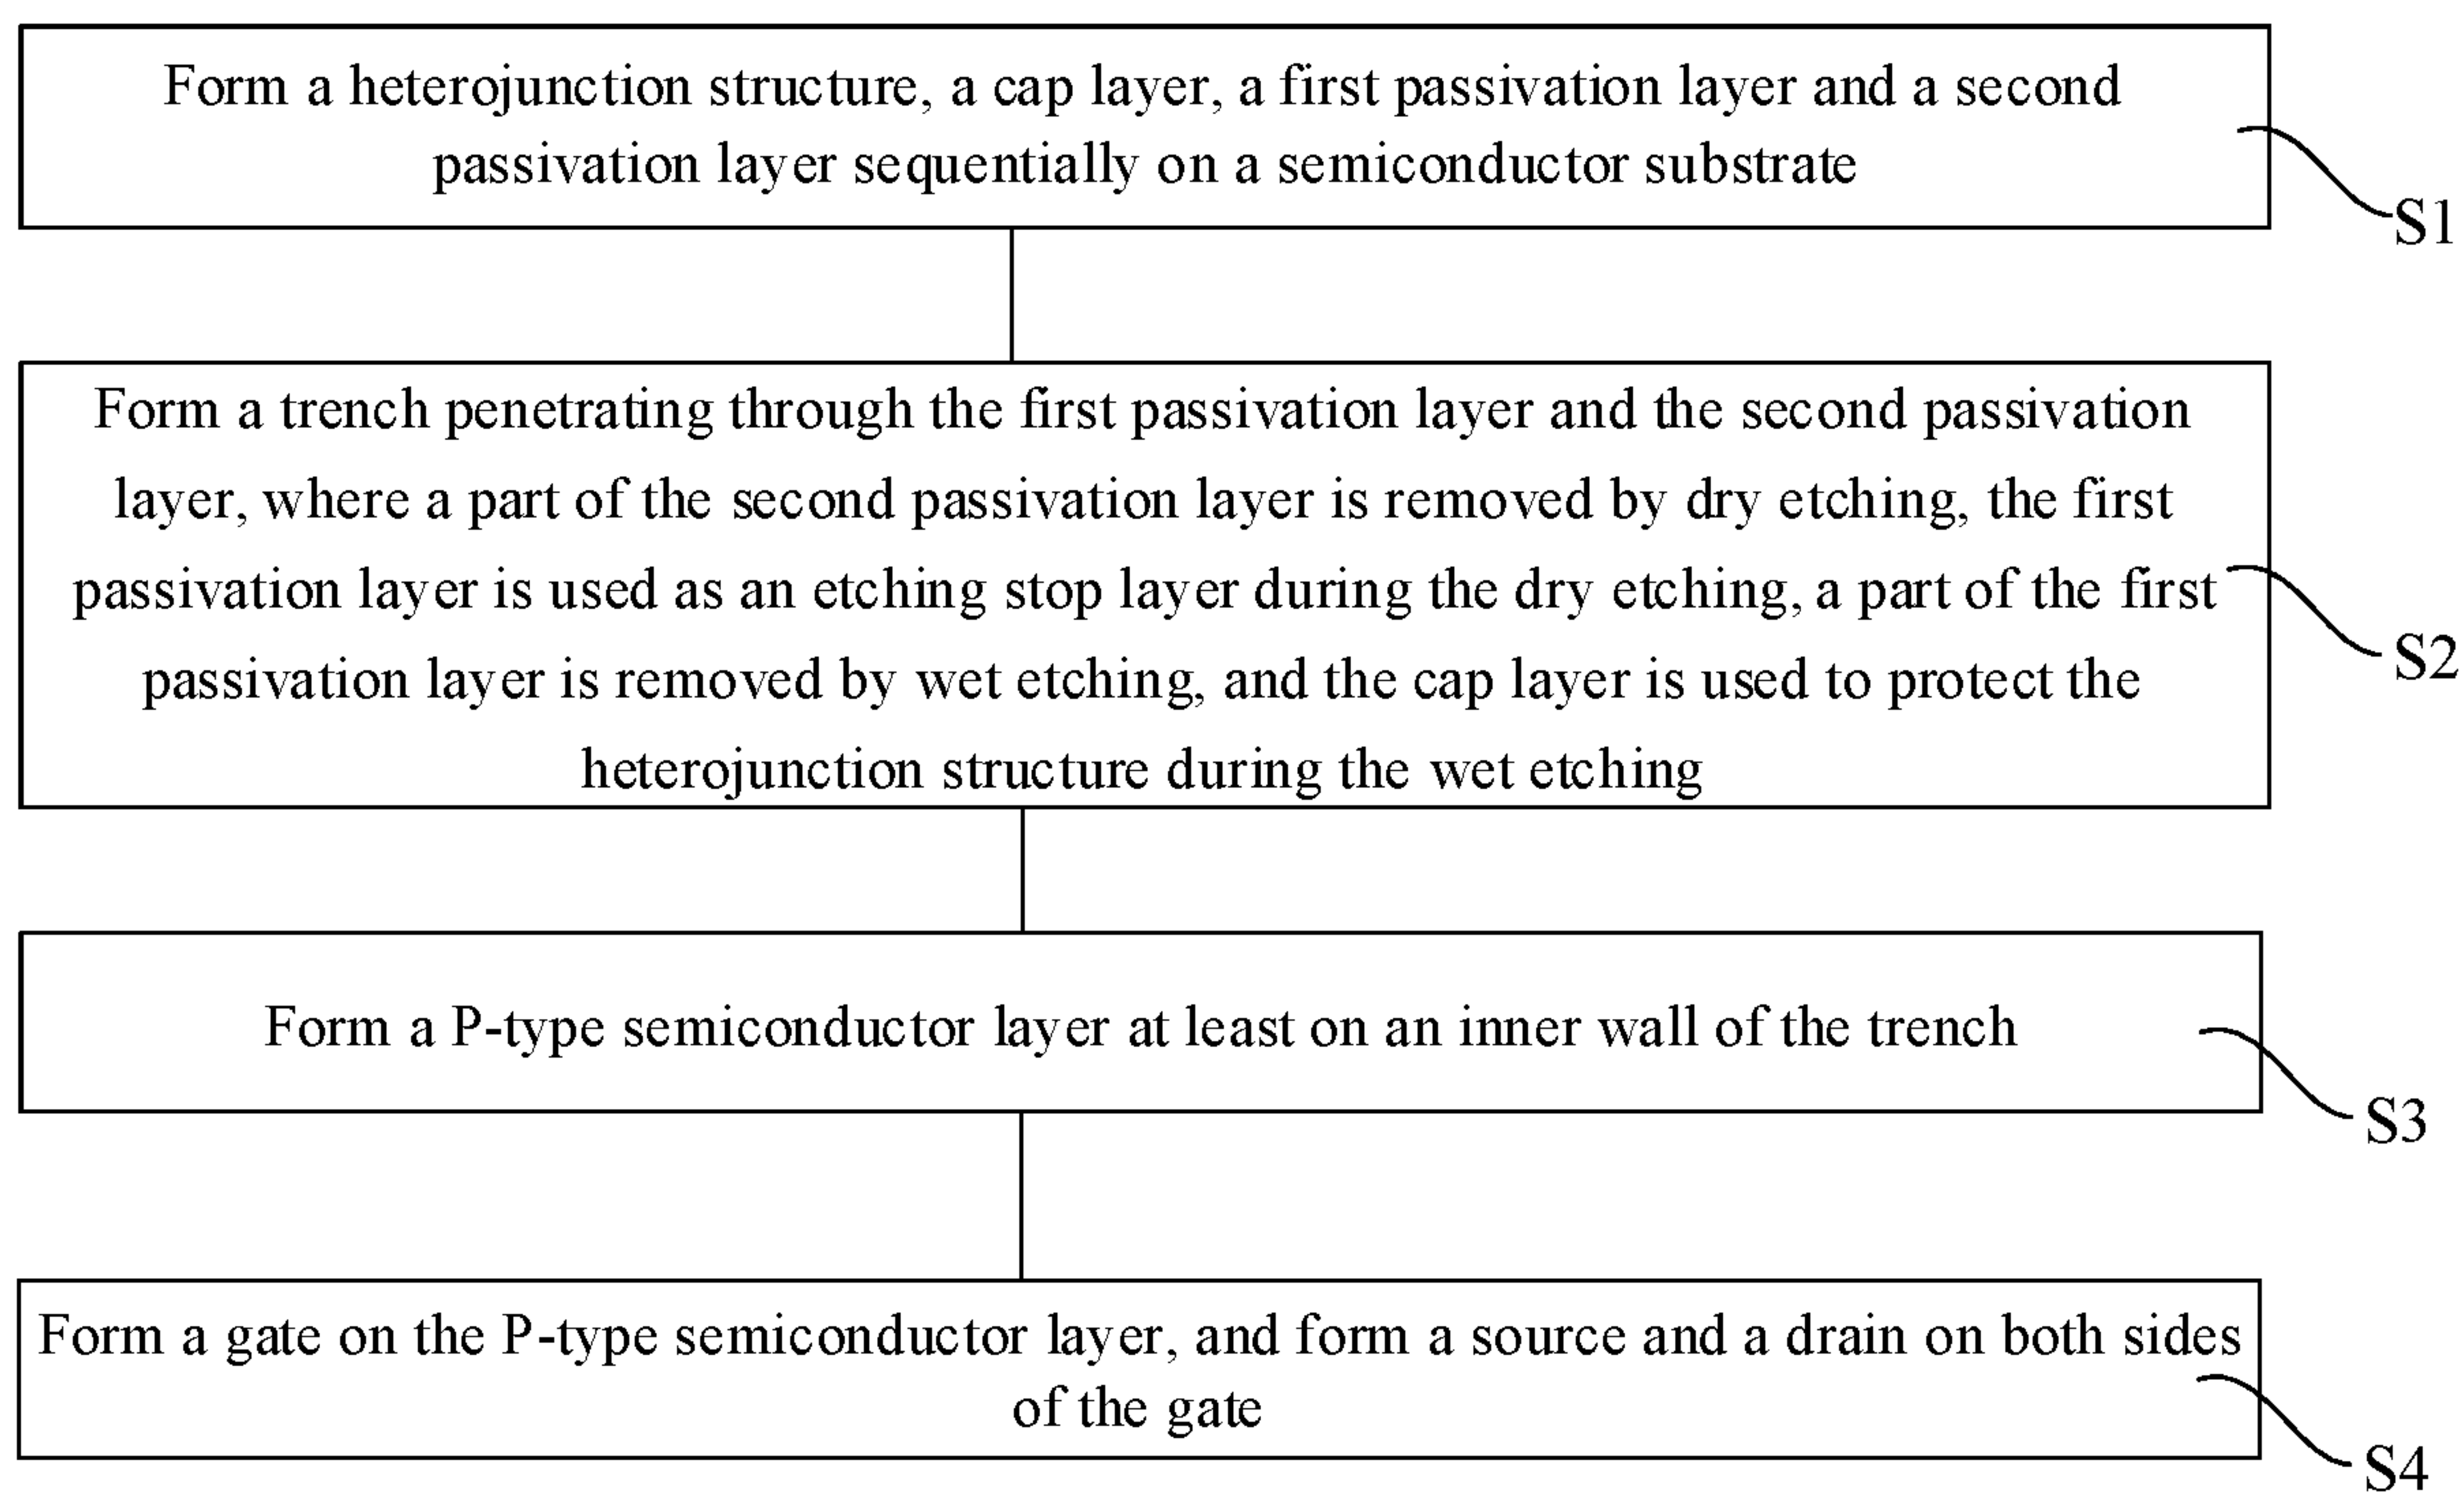 Form a heterojunction structure, a cap layer, a first passivation layer and a second
passivation layer sequentially on a semiconductor substrate
S1
Form a trench penetrating through the first passivation layer and the second passivation
layer, where a part of the second passivation layer is removed by dry etching, the first
passivation layer is used as an etching stop layer during the dry etching, a part of the first
passivation layer is removed by wet etching, and the cap layer is used to protect the
heterojunction structure during the wet etching
S2
Form a P-type semiconductor layer at least on an inner wall of the trench
S3
Form a gate on the P-type semiconductor layer, and form a source and a drain on both sides
of the gate
S4